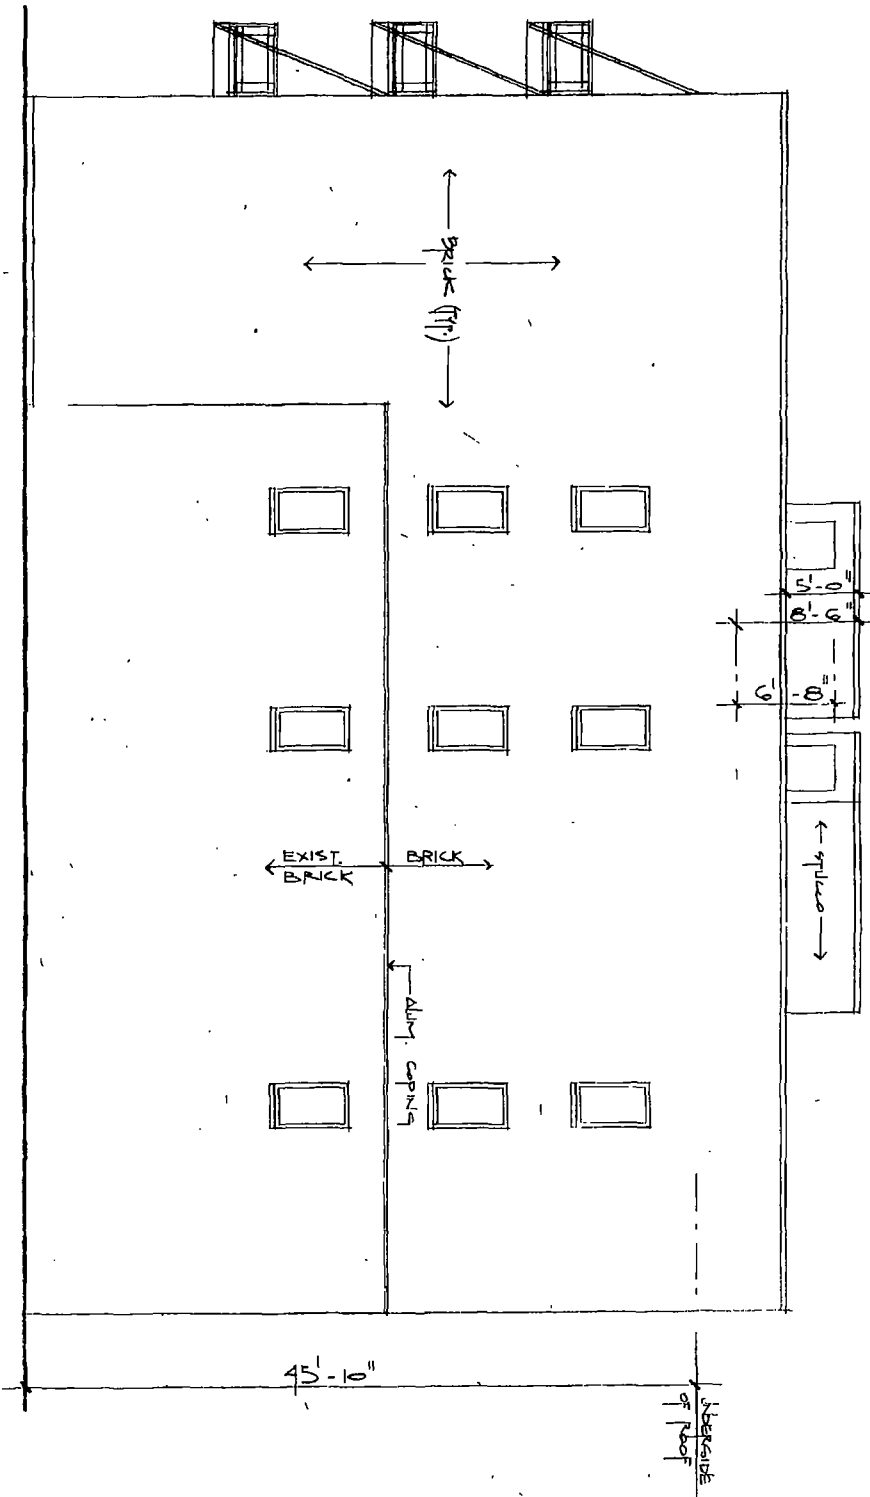 BRICK (TYP.)
5'-0"
8'-6"
6'-8"
← STUCCO →
EXIST. BRICK
BRICK
ALUM. COPING
45'-10"
UNDERSIDE
OF ROOF